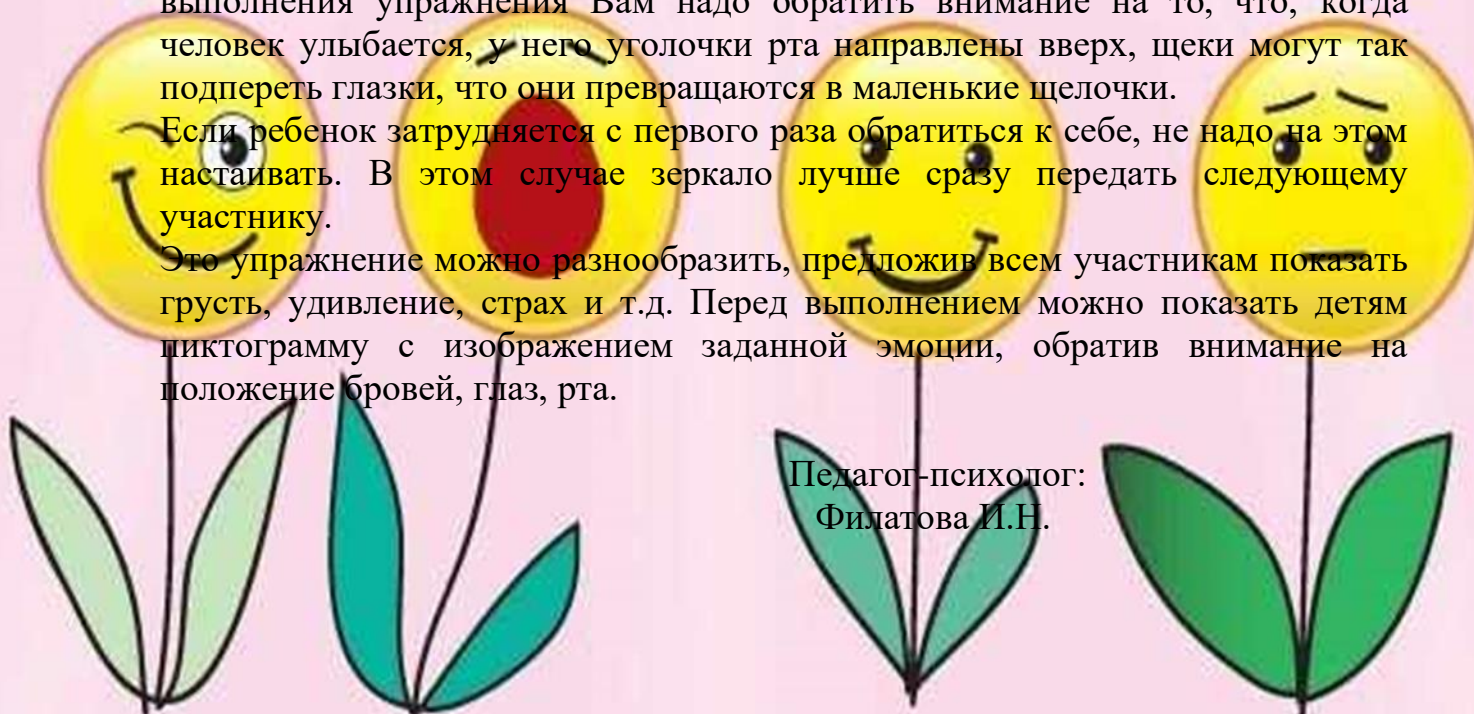 выполнения упражнения Вам надо обратить внимание на то, что, когда
человек улыбается, у него уголочки рта направлены вверх, щеки могут так
подпереть глазки, что они превращаются в маленькие щелочки.
Если ребенок затрудняется с первого раза обратиться к себе, не надо на этом
настаивать. В этом случае зеркало лучше сразу передать следующему
участнику.
Это упражнение можно разнообразить, предложив всем участникам показать
грусть, удивление, страх и т.д. Перед выполнением можно показать детям
пиктограмму с изображением заданной эмоции, обратив внимание на
положение бровей, глаз, рта.
Педагог-психолог:
Филатова И.Н.